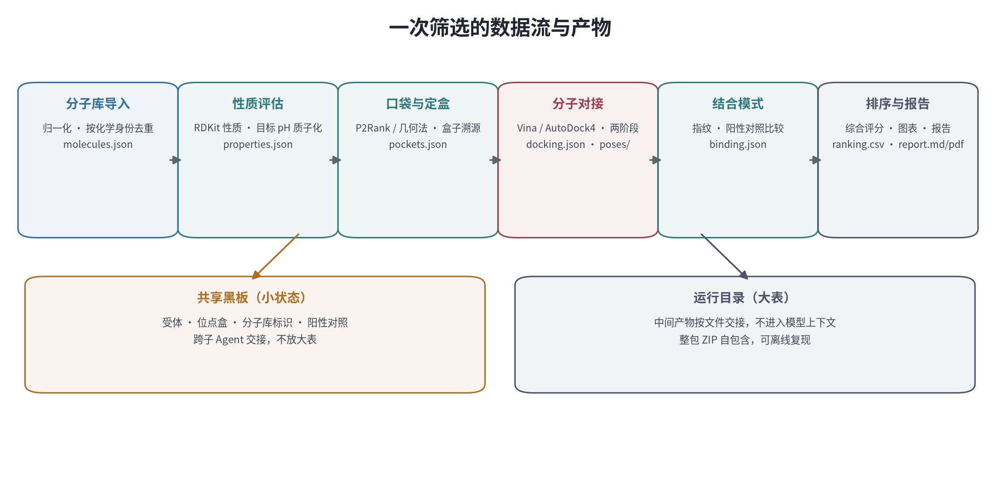 一次筛选的数据流与产物
分子库导入
归一化 · 按化学身份去重
molecules.json
性质评估
RDKit 性质 · 目标 pH 质子化
properties.json
口袋与定盒
P2Rank / 几何法 · 盒子溯源
pockets.json
分子对接
Vina / AutoDock4 · 两阶段
docking.json · poses/
结合模式
指纹 · 阳性对照比较
binding.json
排序与报告
综合评分 · 图表 · 报告
ranking.csv · report.md/pdf
共享黑板（小状态）
受体 · 位点盒 · 分子库标识 · 阳性对照
跨子 Agent 交接，不放大表
运行目录（大表）
中间产物按文件交接，不进入模型上下文
整包 ZIP 自包含，可离线复现